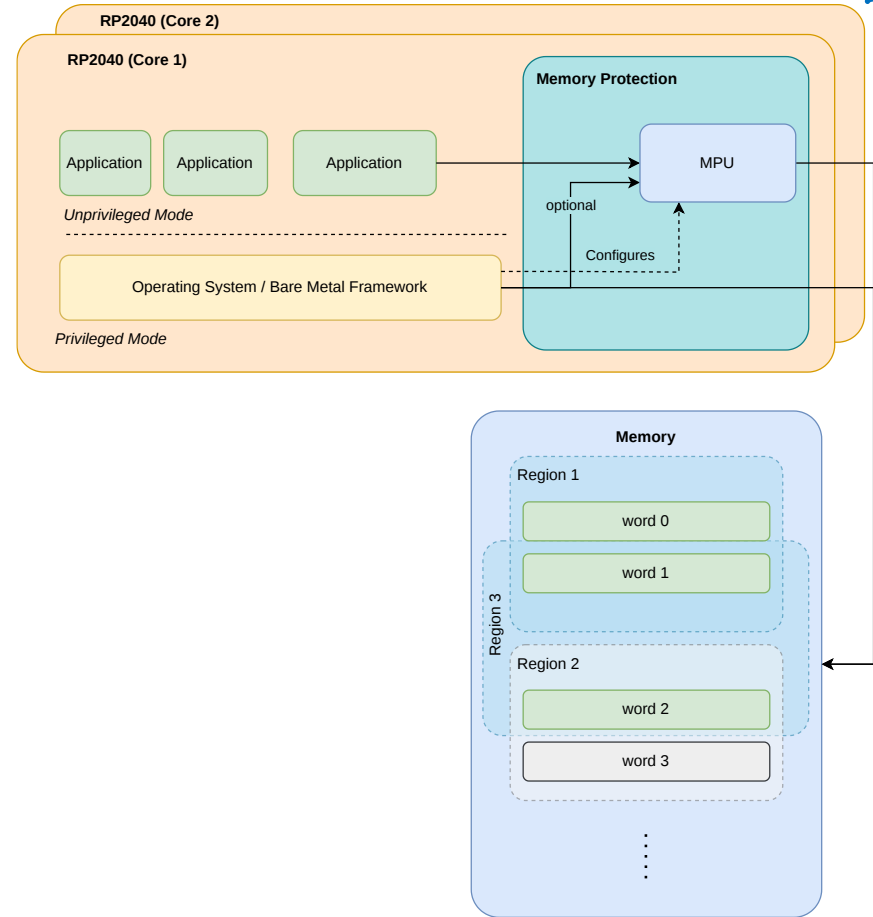 RP2040 (Core 2)
RP2040 (Core 1)
Memory Protection
Application
Application
Application
MPU
Unprivileged Mode
optional
Configures
Operating System / Bare Metal Framework
Privileged Mode
Memory
Region 1
word 0
word 1
Region 3
Region 2
word 2
word 3